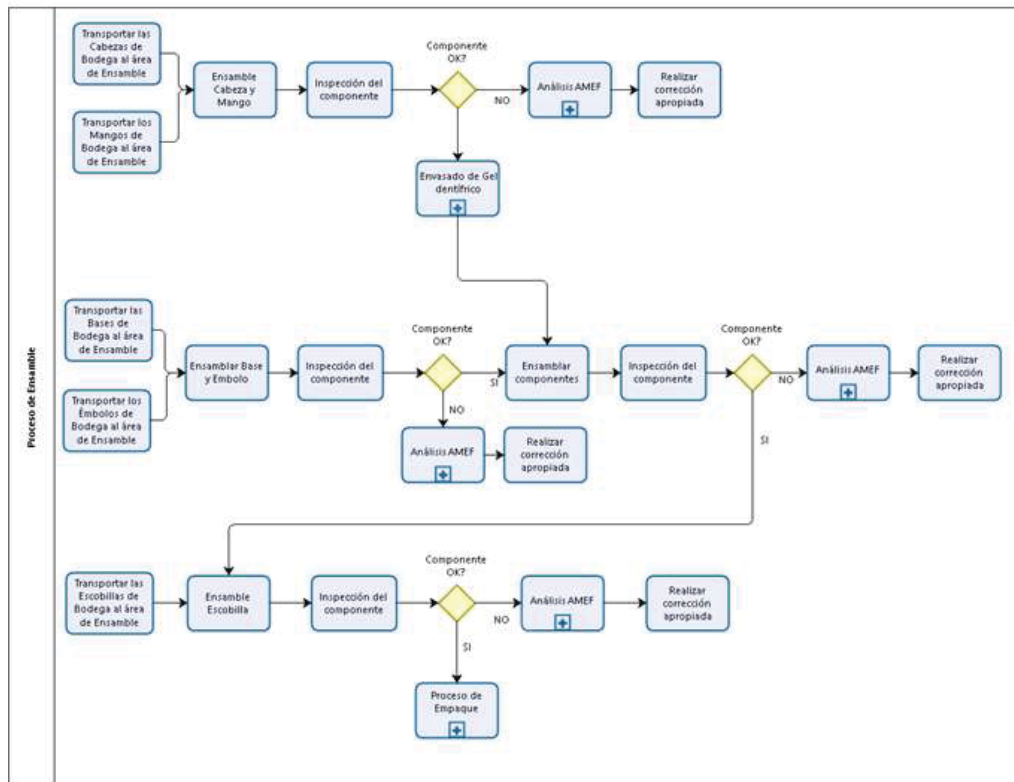 Proceso de Ensamble
Transportar las
Cabezas de
Bodega al área
de Ensamble
Transportar los
Mangos de
Bodega al área
de Ensamble
Ensamble
Cabeza y
Mango
Inspección del
componente
Componente
OK?
NO
Análisis AMEF
Realizar
corrección
apropiada
Envasado de Gel
dentífrico
Transportar las
Bases de
Bodega al área
de Ensamble
Transportar los
Émbolos de
Bodega al área
de Ensamble
Ensamblar Base
y Embolo
Inspección del
componente
Componente
OK?
SI
NO
Análisis AMEF
Realizar
corrección
apropiada
Ensamblar
componentes
Inspección del
componente
Componente
OK?
NO
Análisis AMEF
Realizar
corrección
apropiada
SI
Transportar las
Escobillas de
Bodega al área
de Ensamble
Ensamble
Escobilla
Inspección del
componente
Componente
OK?
NO
Análisis AMEF
Realizar
corrección
apropiada
SI
Proceso de
Empaque